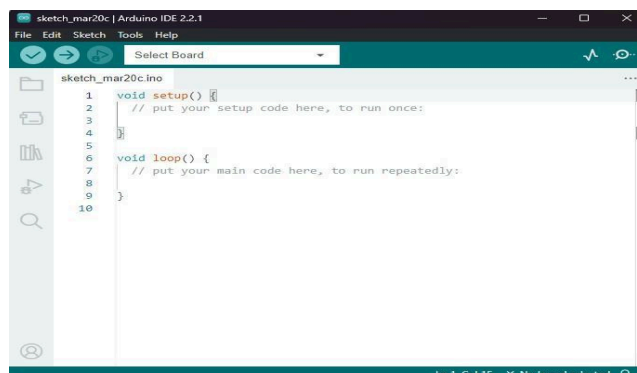 sketch_mar20c | Arduino IDE 2.2.1
File Edit Sketch Tools Help
Select Board
sketch_mar20c.ino
1 void setup() {
2 // put your setup code here, to run once:
3
4 }
5
6 void loop() {
7 // put your main code here, to run repeatedly:
8
9 }
10